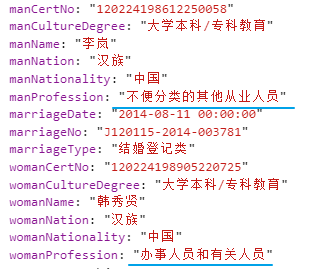 manCertNo: "120224198612250058"
manCultureDegree: "大学本科/专科教育"
manName: "李岚"
manNation: "汉族"
manNationality: "中国"
manProfession: "不便分类的其他从业人员"
marriageDate: "2014-08-11 00:00:00"
marriageNo: "J120115-2014-003781"
marriageType: "结婚登记类"
womanCertNo: "120224198905220725"
womanCultureDegree: "大学本科/专科教育"
womanName: "韩秀贤"
womanNation: "汉族"
womanNationality: "中国"
womanProfession: "办事人员和有关人员"